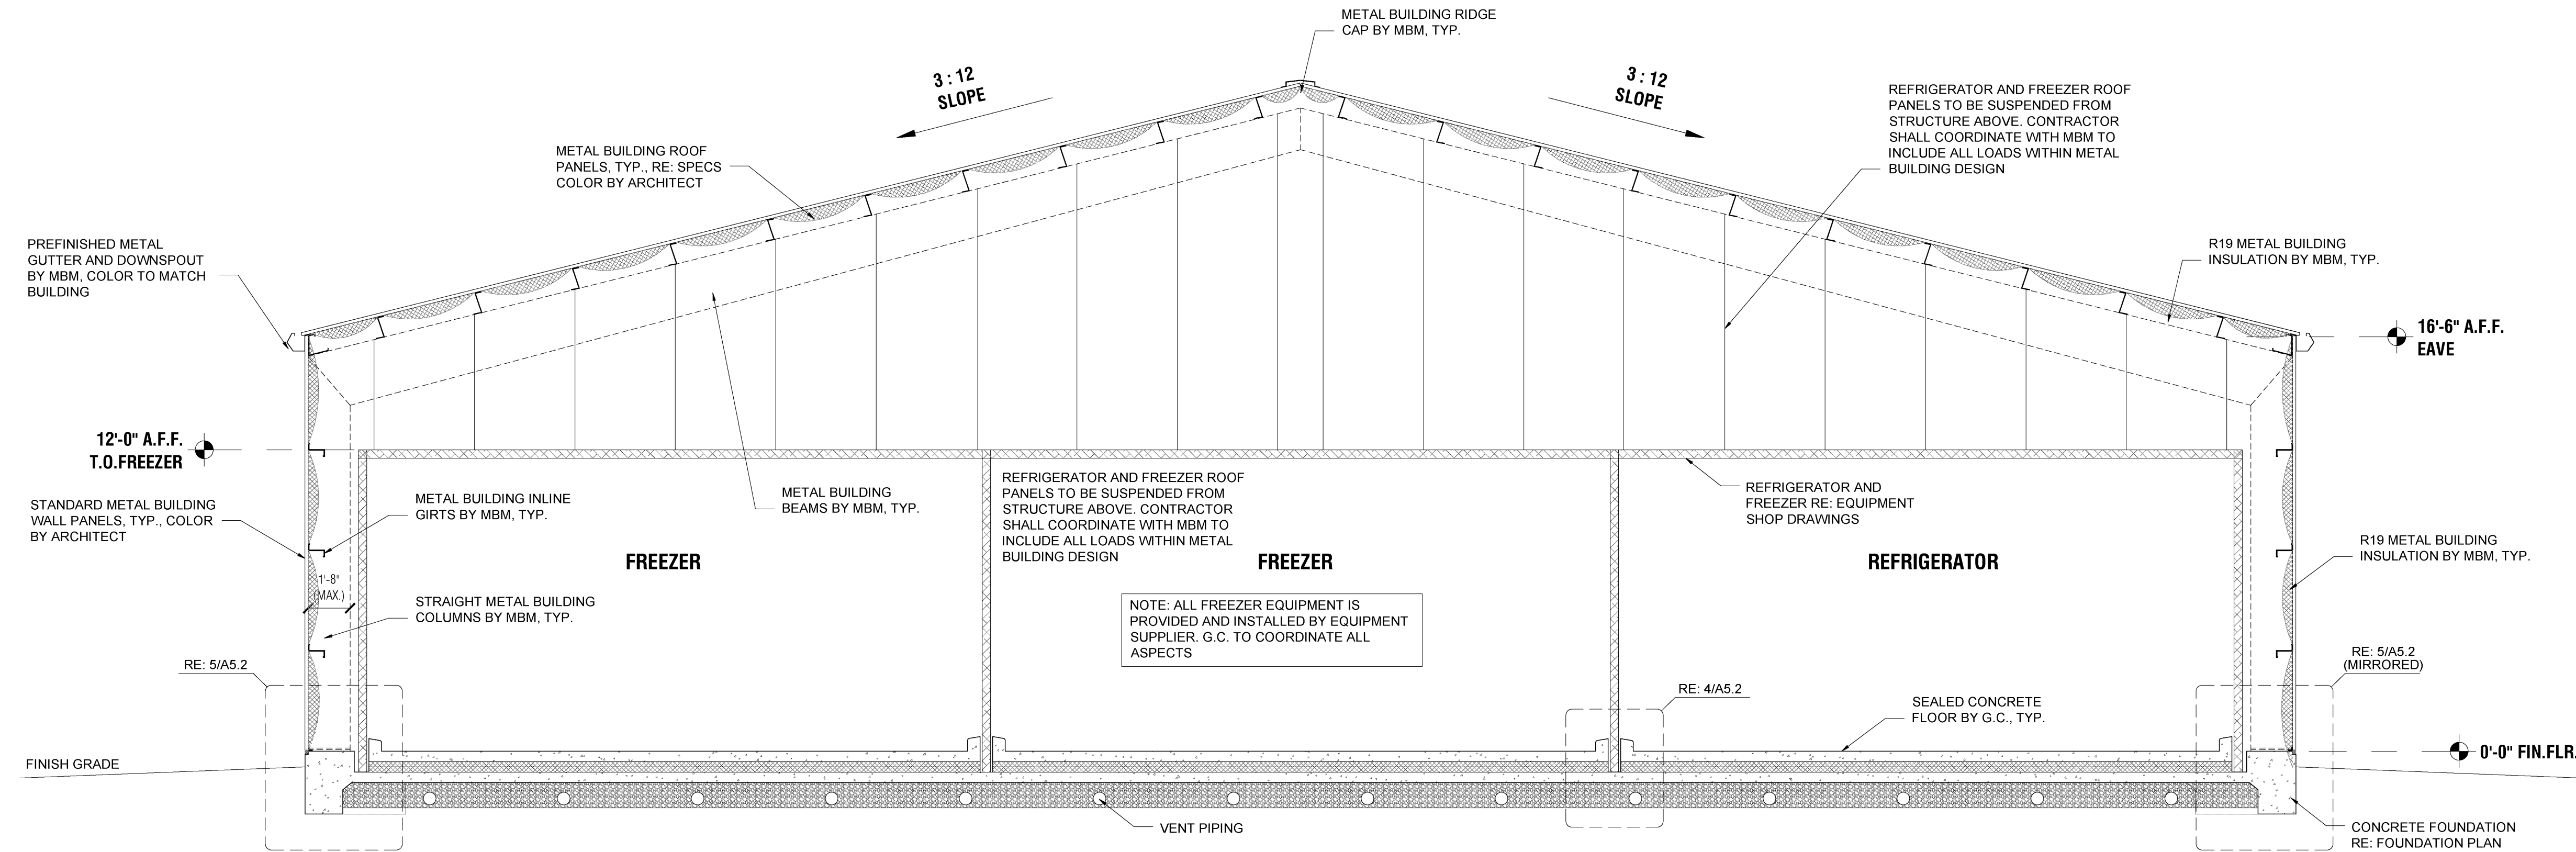 METAL BUILDING RIDGE
CAP BY MBM, TYP.
3 : 12
SLOPE
3 : 12
SLOPE
REFRIGERATOR AND FREEZER ROOF
PANELS TO BE SUSPENDED FROM
STRUCTURE ABOVE. CONTRACTOR
SHALL COORDINATE WITH MBM TO
INCLUDE ALL LOADS WITHIN METAL
BUILDING DESIGN
METAL BUILDING ROOF
PANELS, TYP., RE: SPECS
COLOR BY ARCHITECT
PREFINISHED METAL
GUTTER AND DOWNSPOUT
BY MBM, COLOR TO MATCH
BUILDING
R19 METAL BUILDING
INSULATION BY MBM, TYP.
16'-6" A.F.F.
EAVE
12'-0" A.F.F.
T.O.FREEZER
STANDARD METAL BUILDING
WALL PANELS, TYP., COLOR
BY ARCHITECT
METAL BUILDING INLINE
GIRTS BY MBM, TYP.
METAL BUILDING
BEAMS BY MBM, TYP.
REFRIGERATOR AND FREEZER ROOF
PANELS TO BE SUSPENDED FROM
STRUCTURE ABOVE. CONTRACTOR
SHALL COORDINATE WITH MBM TO
INCLUDE ALL LOADS WITHIN METAL
BUILDING DESIGN
REFRIGERATOR AND
FREEZER RE: EQUIPMENT
SHOP DRAWINGS
FREEZER
FREEZER
REFRIGERATOR
R19 METAL BUILDING
INSULATION BY MBM, TYP.
1'-8"
(MAX.)
STRAIGHT METAL BUILDING
COLUMNS BY MBM, TYP.
NOTE: ALL FREEZER EQUIPMENT IS
PROVIDED AND INSTALLED BY EQUIPMENT
SUPPLIER. G.C. TO COORDINATE ALL
ASPECTS
RE: 5/A5.2
RE: 4/A5.2
RE: 5/A5.2
(MIRRORED)
SEALED CONCRETE
FLOOR BY G.C., TYP.
FINISH GRADE
0'-0" FIN.FLR.
VENT PIPING
CONCRETE FOUNDATION
RE: FOUNDATION PLAN